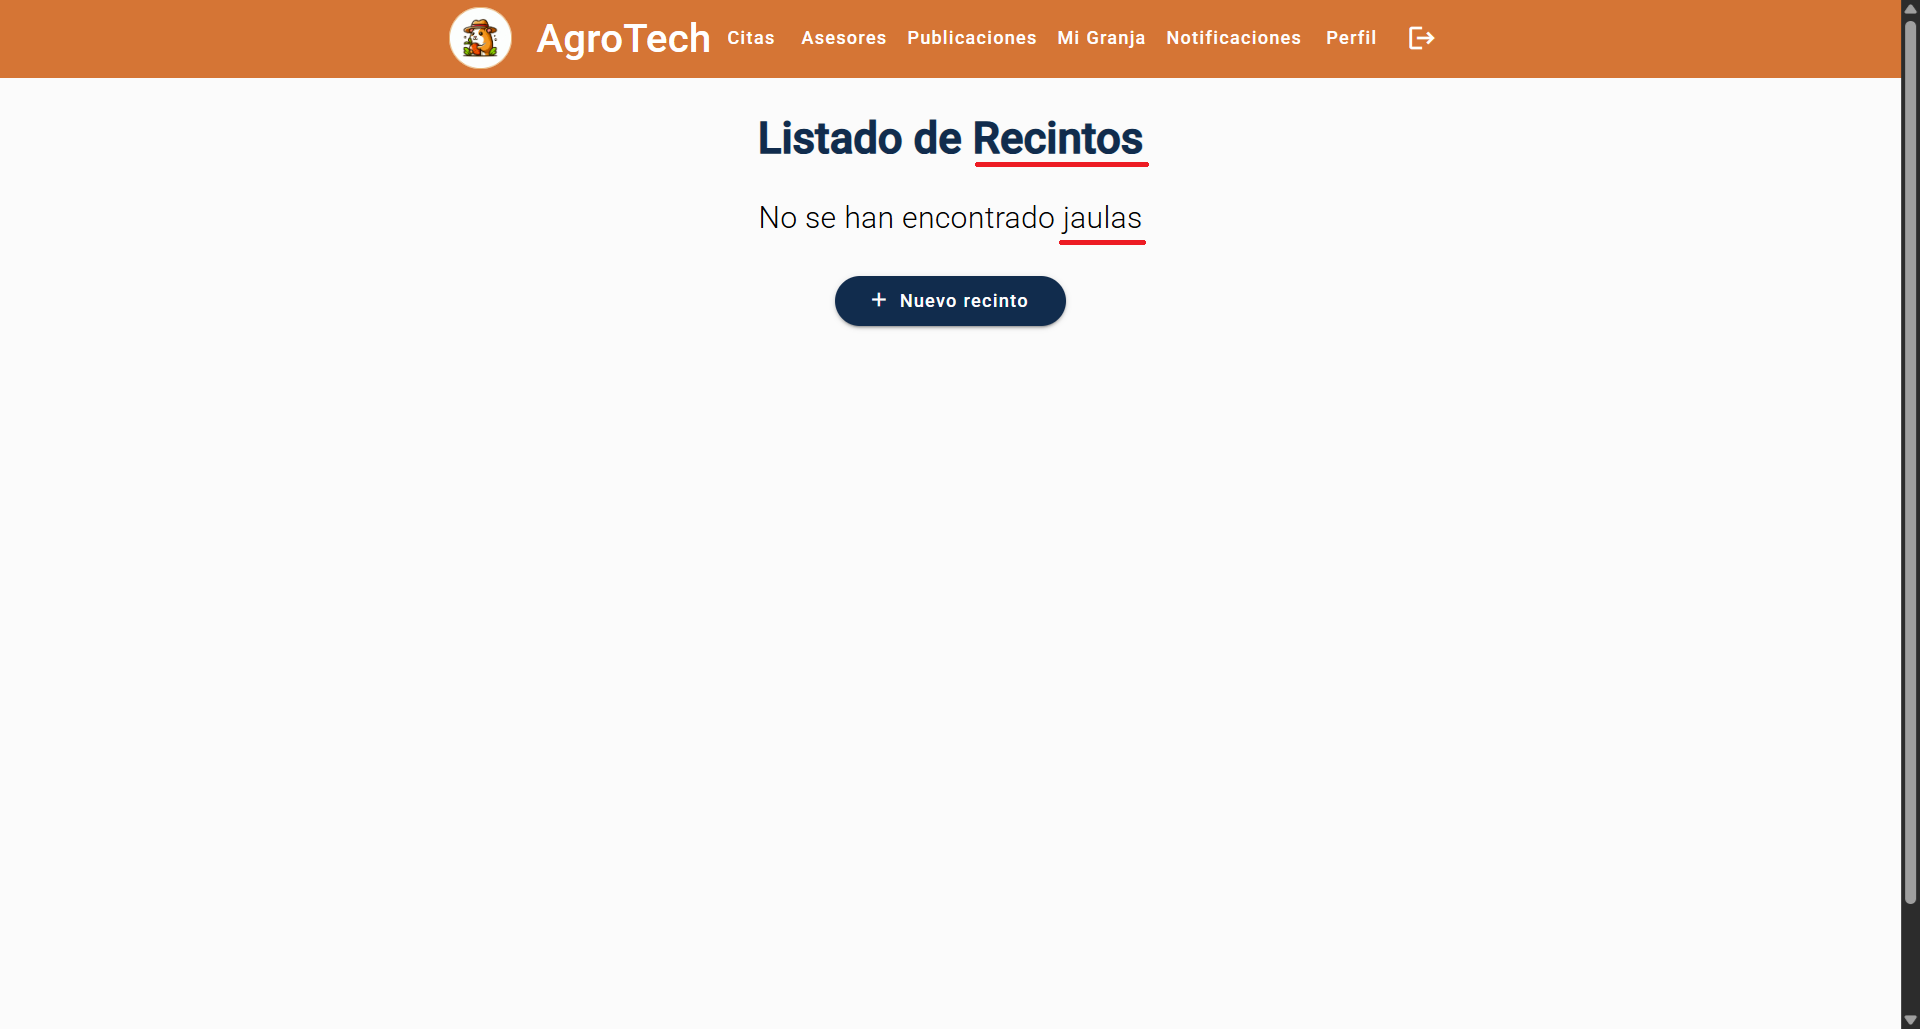 AgroTech Citas Asesores Publicaciones Mi Granja Notificaciones Perfil
Listado de Recintos
No se han encontrado jaulas
+ Nuevo recinto